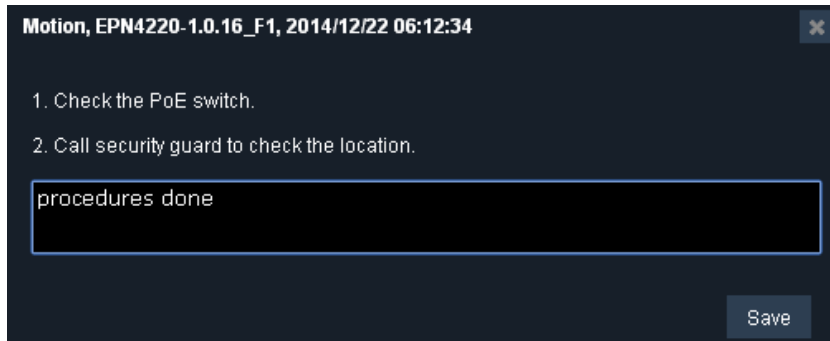 Motion, EPN4220-1.0.16_F1, 2014/12/22 06:12:34
1. Check the PoE switch.
2. Call security guard to check the location.
procedures done
Save